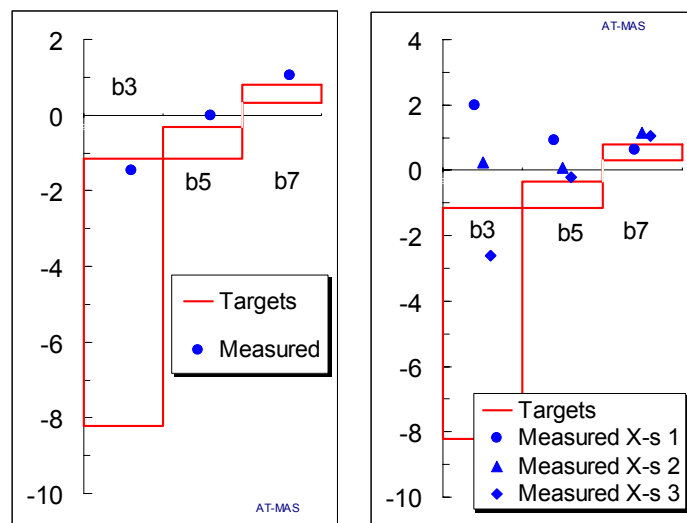 2
0
-2
-4
-6
-8
-10
b3
b5
b7
Targets
Measured
AT-MAS
AT-MAS
4
2
0
-2
-4
-6
-8
-10
b3
b5
b7
Targets
Measured X-s 1
Measured X-s 2
Measured X-s 3